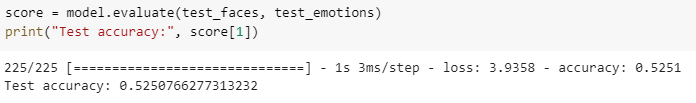 score = model.evaluate(test_faces, test_emotions)
print("Test accuracy:", score[1])
225/225 [==============================] - 1s 3ms/step - loss: 3.9358 - accuracy: 0.5251
Test accuracy: 0.5250766277313232